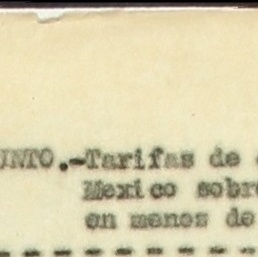 UNTO.-Tarifas de
Mexico sobre
en menos de